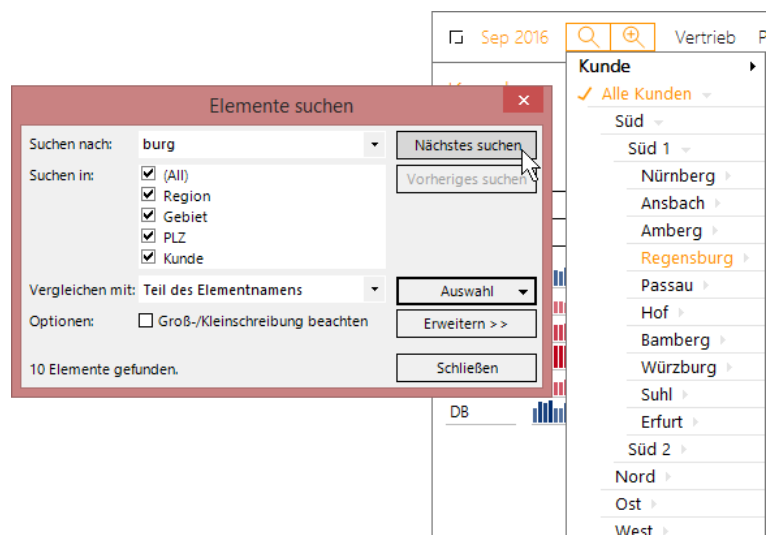 Sep 2016
Vertrieb
P
Kunde
Alle Kunden
Süd
Süd 1
Nürnberg
Ansbach
Amberg
Regensburg
Passau
Hof
Bamberg
Würzburg
Suhl
Erfurt
Süd 2
Nord
Ost
West
Elemente suchen
Suchen nach:
burg
Nächstes suchen
Suchen in:
(All)
Region
Gebiet
PLZ
Kunde
Vorheriges suchen
Vergleichen mit:
Teil des Elementnamens
Auswahl
Optionen:
Groß-/Kleinschreibung beachten
Erweitern >>
10 Elemente gefunden.
Schließen
DB